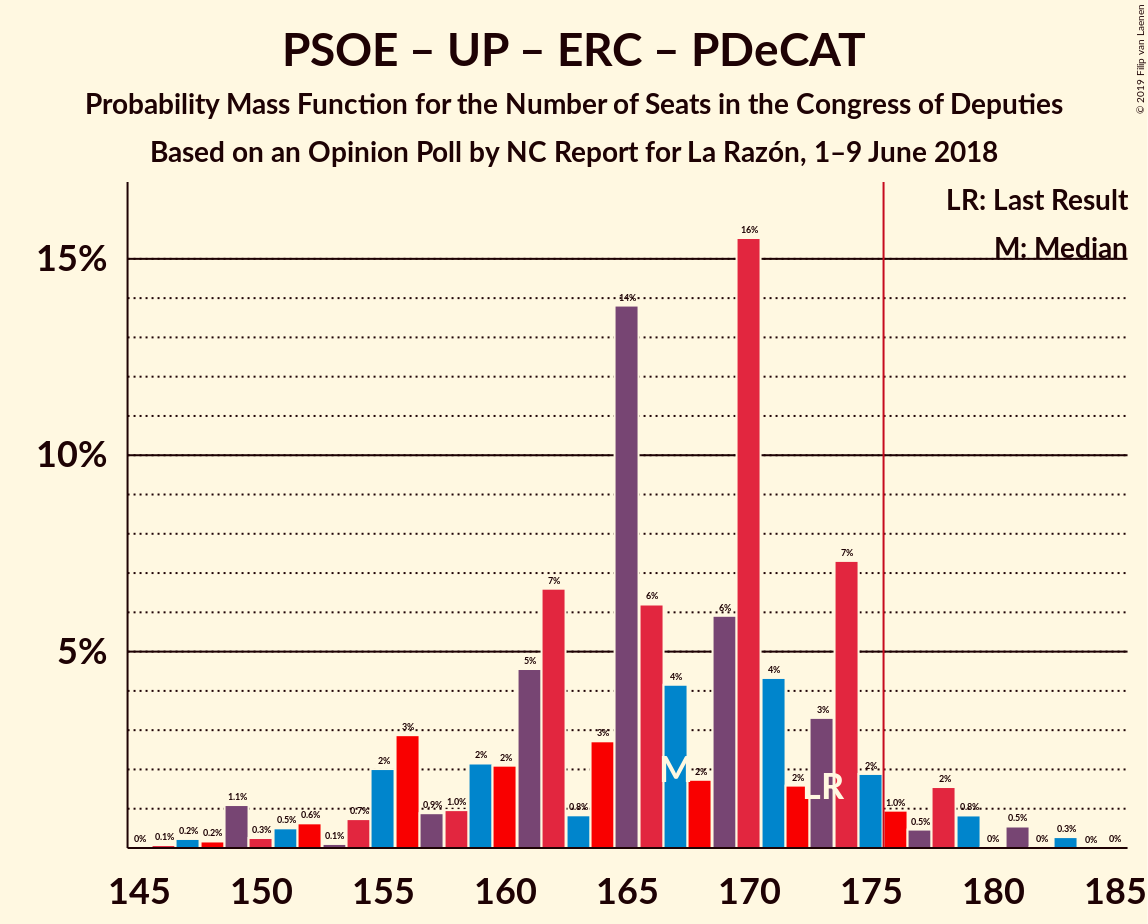 PSOE – UP – ERC – PDeCAT
Probability Mass Function for the Number of Seats in the Congress of Deputies
Based on an Opinion Poll by NC Report for La Razón, 1–9 June 2018
© 2019 Filip van Laenen
LR: Last Result
M: Median
15%
10%
5%
0% 0.1% 0.2% 0.2% 1.1% 0.3% 0.5% 0.6% 0.1% 0.7% 2% 3% 0.9% 1.0% 2% 2% 5% 7% 0.8% 3% 14% 6% 4% 2% 6% 16% 4% 2% 3% 7% 2% 1.0% 0.5% 2% 0.8% 0% 0.5% 0% 0.3% 0% 0%
M
LR
145 150 155 160 165 170 175 180 185